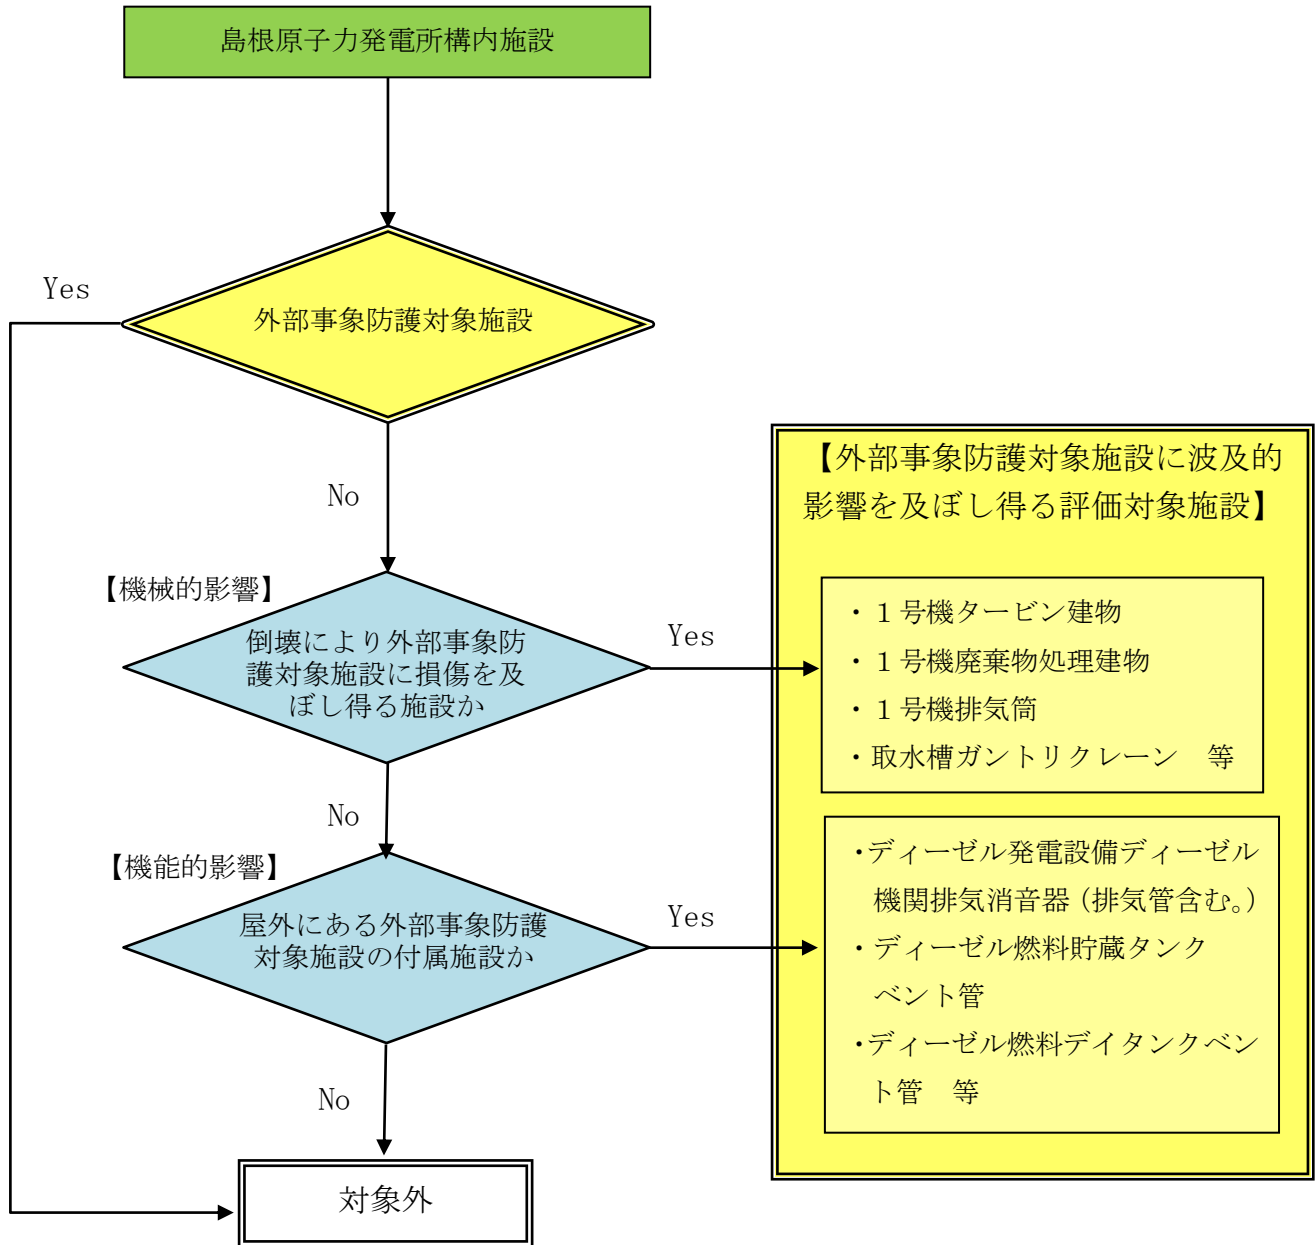 島根原子力発電所構内施設
Yes
外部事象防護対象施設
No
【機械的影響】
倒壊により外部事象防
護対象施設に損傷を及
ぼし得る施設か
Yes
No
【機能的影響】
屋外にある外部事象防護
対象施設の付属施設か
Yes
No
対象外
【外部事象防護対象施設に波及的
影響を及ぼし得る評価対象施設】
・１号機タービン建物
・１号機廃棄物処理建物
・１号機排気筒
・取水槽ガントリクレーン　等
・ディーゼル発電設備ディーゼル
機関排気消音器（排気管含む。）
・ディーゼル燃料貯蔵タンク
ベント管
・ディーゼル燃料デイタンクベン
ト管　等